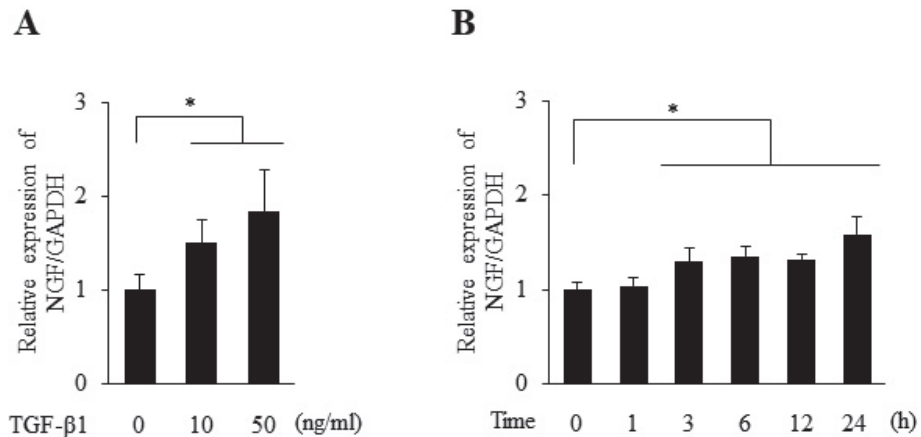 A
B
Relative expression of
NGF/GAPDH
3
2
1
0
*
TGF-β1 0 10 50 (ng/ml)
Relative expression of
NGF/GAPDH
3
2
1
0
*
Time 0 1 3 6 12 24 (h)